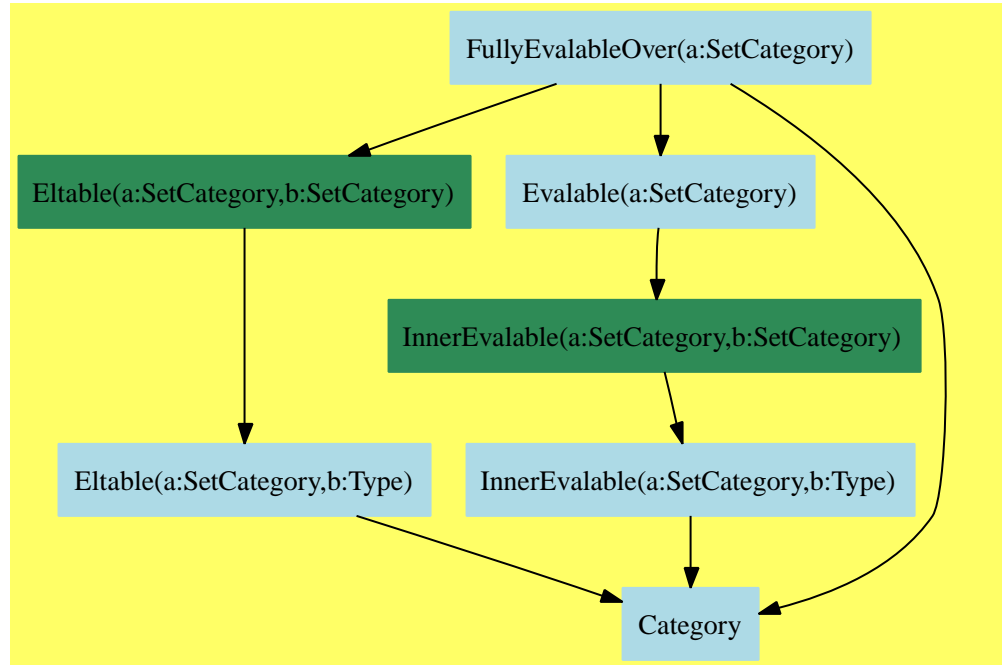 FullyEvalableOver(a:SetCategory)
Eltable(a:SetCategory,b:SetCategory)
Evalable(a:SetCategory)
InnerEvalable(a:SetCategory,b:SetCategory)
Eltable(a:SetCategory,b:Type)
InnerEvalable(a:SetCategory,b:Type)
Category